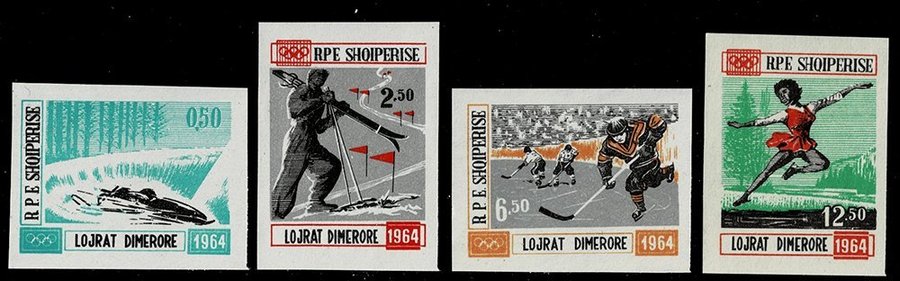 0,50
R P E SHQIPERISE
LOJRAT DIMERORE 1964
RPE SHQIPERISE
2.50
LOJRAT DIMERORE 1964
R P E SHQIPERISE
6.50
LOJRAT DIMERORE 1964
RPE SHQIPERISE
12.50
LOJRAT DIMERORE 1964